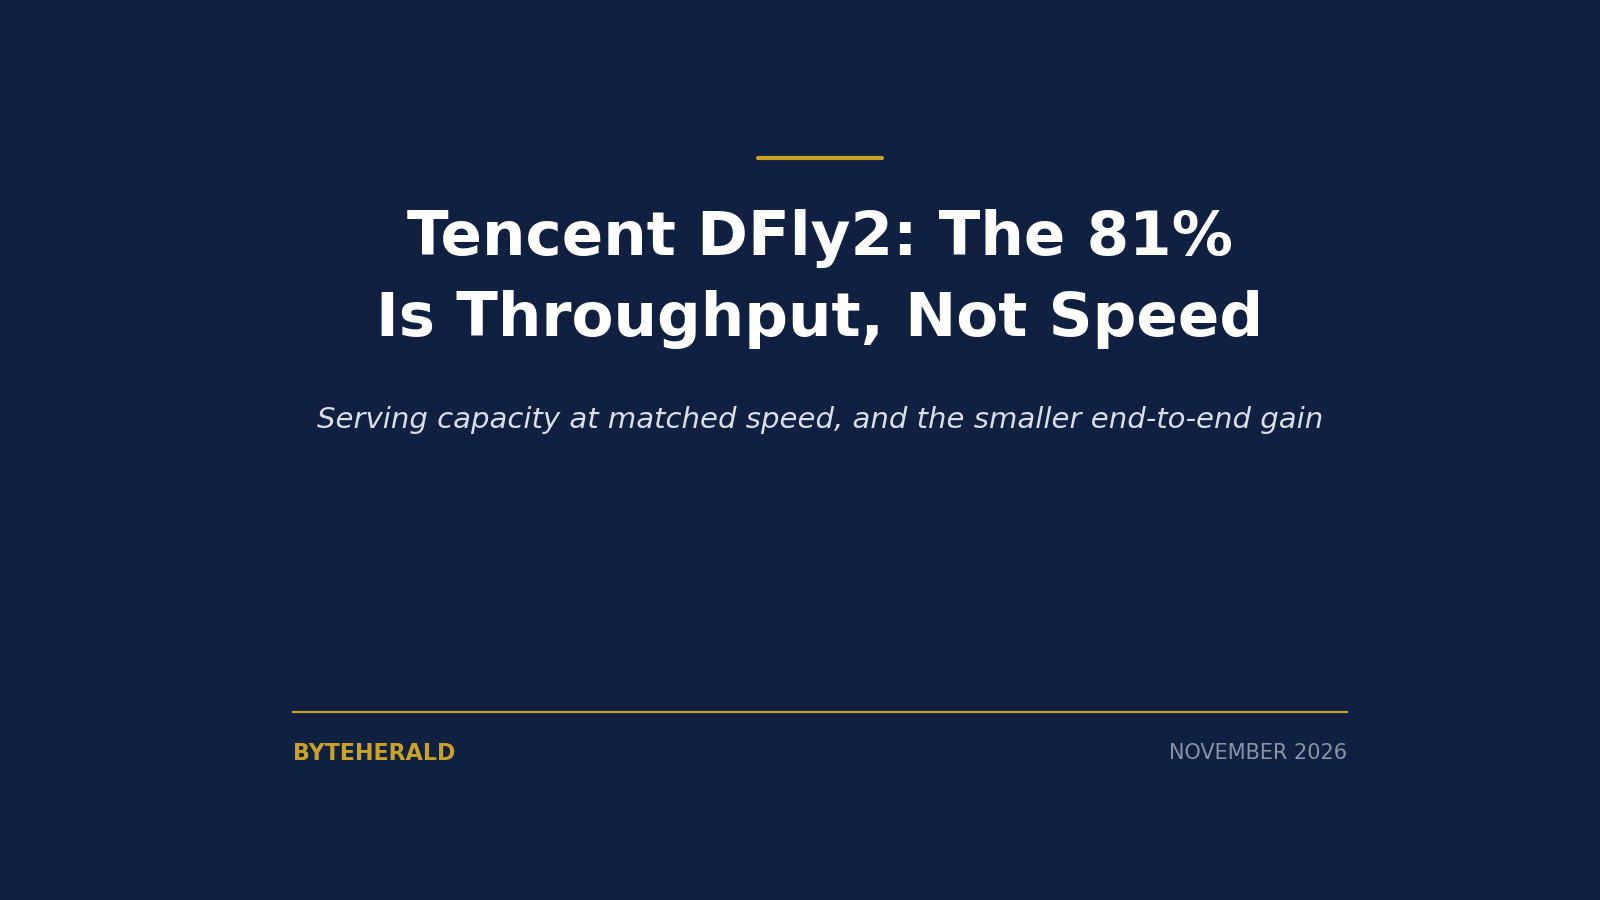 Tencent DFly2: The 81%
Is Throughput, Not Speed
Serving capacity at matched speed, and the smaller end-to-end gain
BYTEHERALD
NOVEMBER 2026